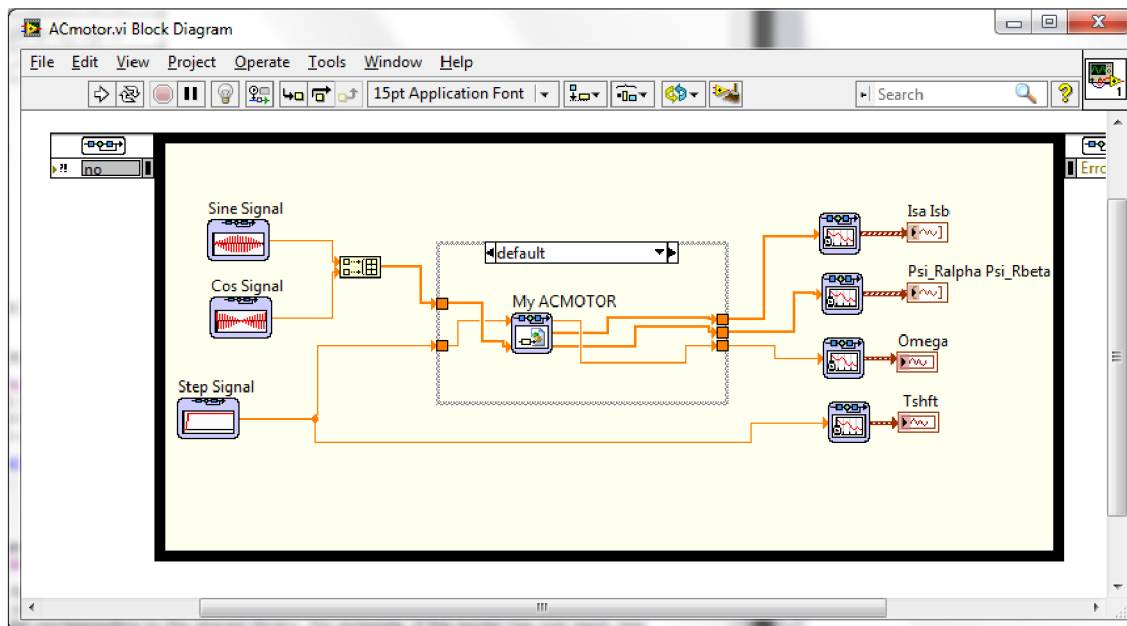 ACmotor.vi Block Diagram
File Edit View Project Operate Tools Window Help
15pt Application Font
Search
?
1
?!
no
Erro
Sine Signal
Cos Signal
Step Signal
default
My ACMOTOR
Isa Isb
Psi_Ralpha Psi_Rbeta
Omega
Tshft